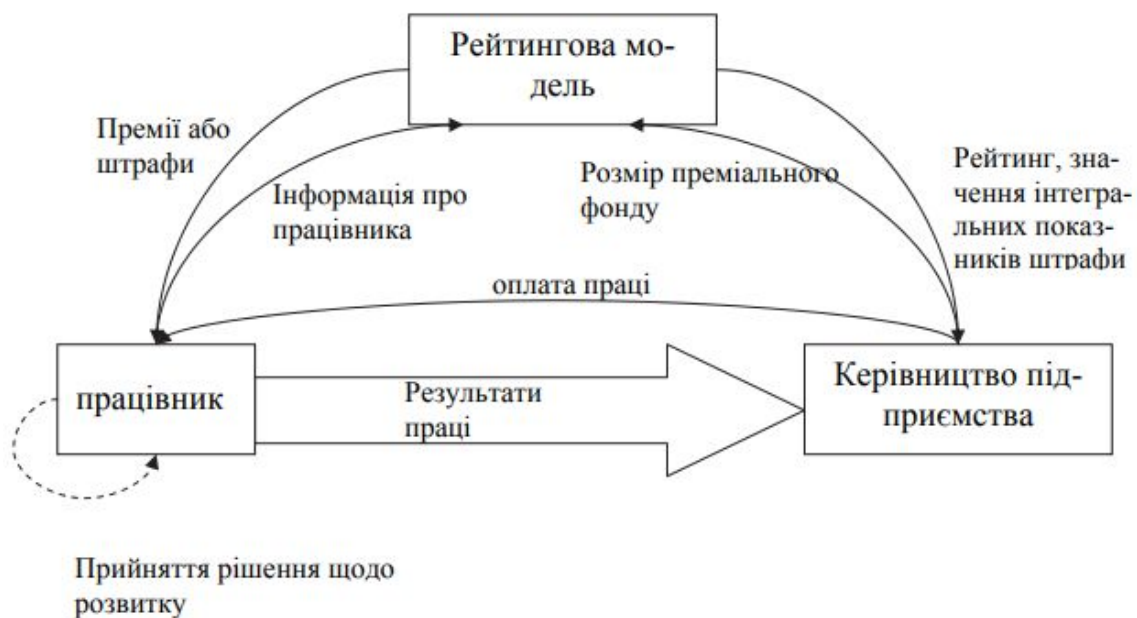 Рейтингова мо-
дель
Премії або
штрафи
Інформація про
працівника
Розмір преміального
фонду
Рейтинг, зна-
чення інтегра-
льних показ-
ників штрафи
оплата праці
працівник
Результати
праці
Керівництво під-
приємства
Прийняття рішення щодо
розвитку